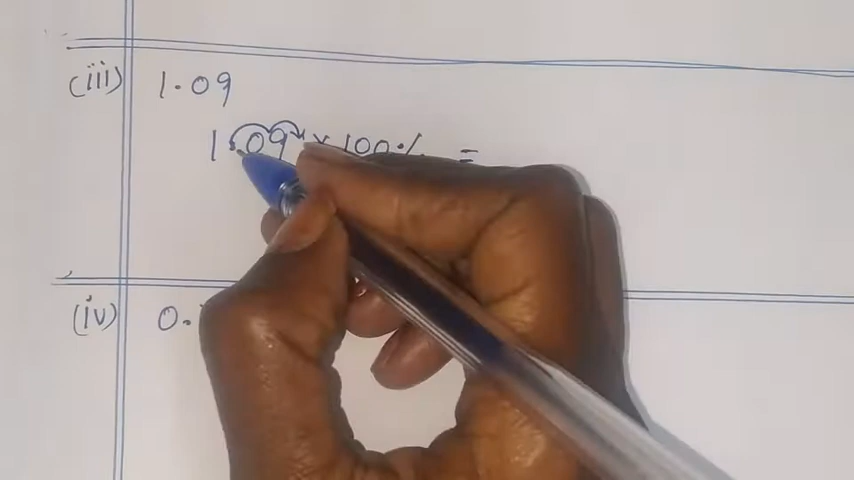 (iii) 1.09
1.09 × 100% =
(iv) 0.